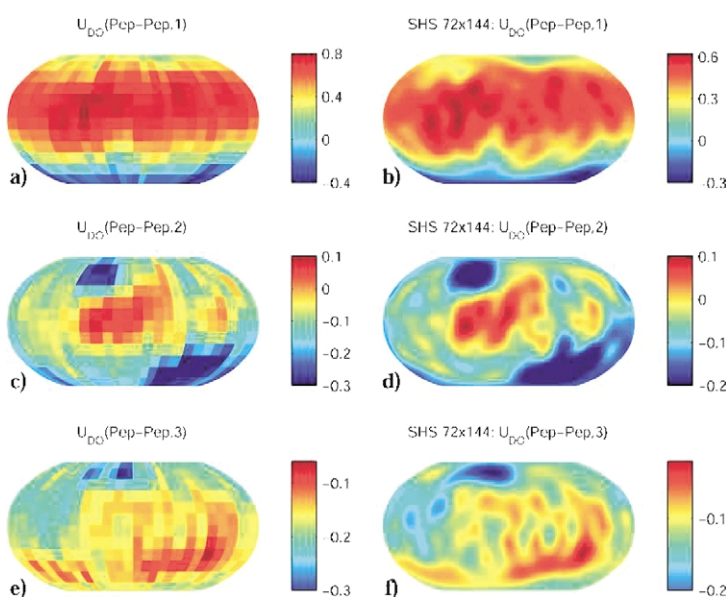 U_DO(Pep-Pep.1)
SHS 72x144: U_DO(Pep-Pep,1)
0.8
0.4
0
-0.4
0.6
0.3
0
-0.3
a)
b)
U_DO(Pep-Pep.2)
SHS 72x144: U_DO(Pep-Pep,2)
0.1
0
-0.1
-0.2
-0.3
0.1
0
-0.1
-0.2
c)
d)
U_DO(Pep-Pep.3)
SHS 72x144: U_DO(Pep-Pep,3)
-0.1
-0.2
-0.3
-0.1
-0.2
e)
f)